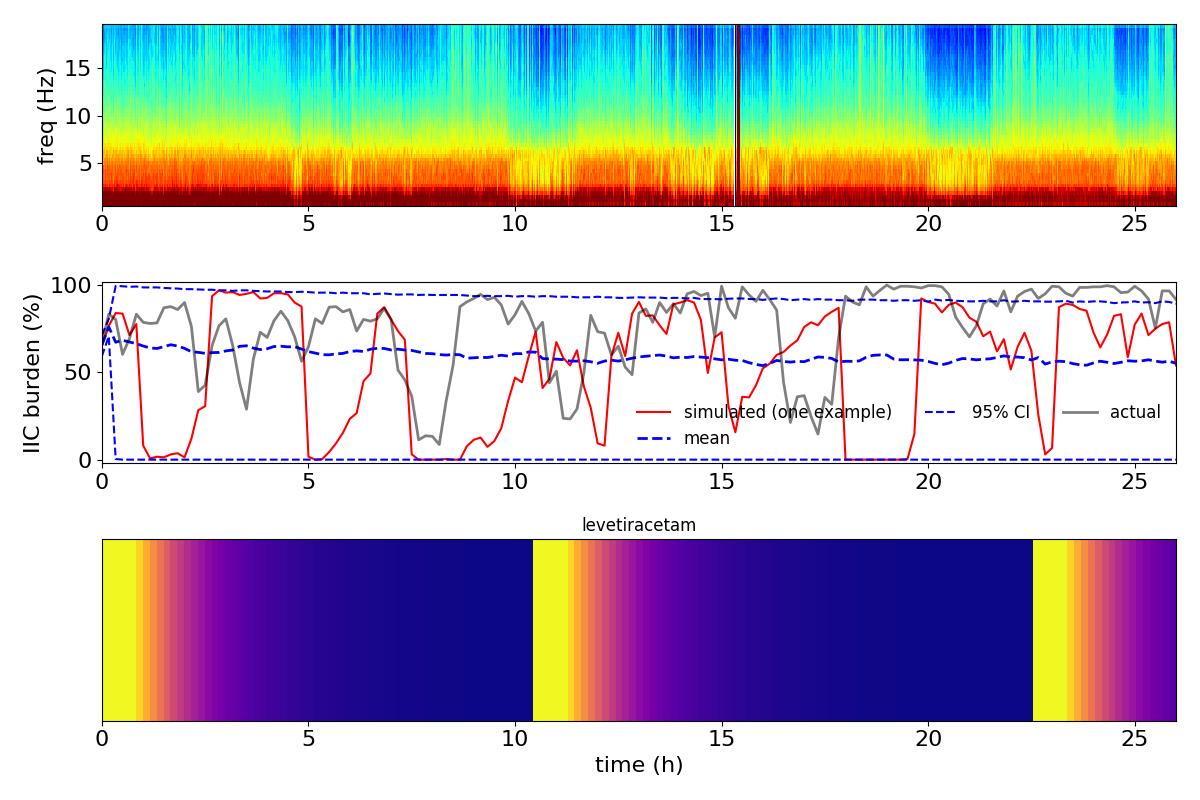 freq (Hz)
15
10
5
0 5 10 15 20 25
IIC burden (%)
100
50
0
simulated (one example) 95% CI actual
mean
0 5 10 15 20 25
levetiracetam
0 5 10 15 20 25
time (h)